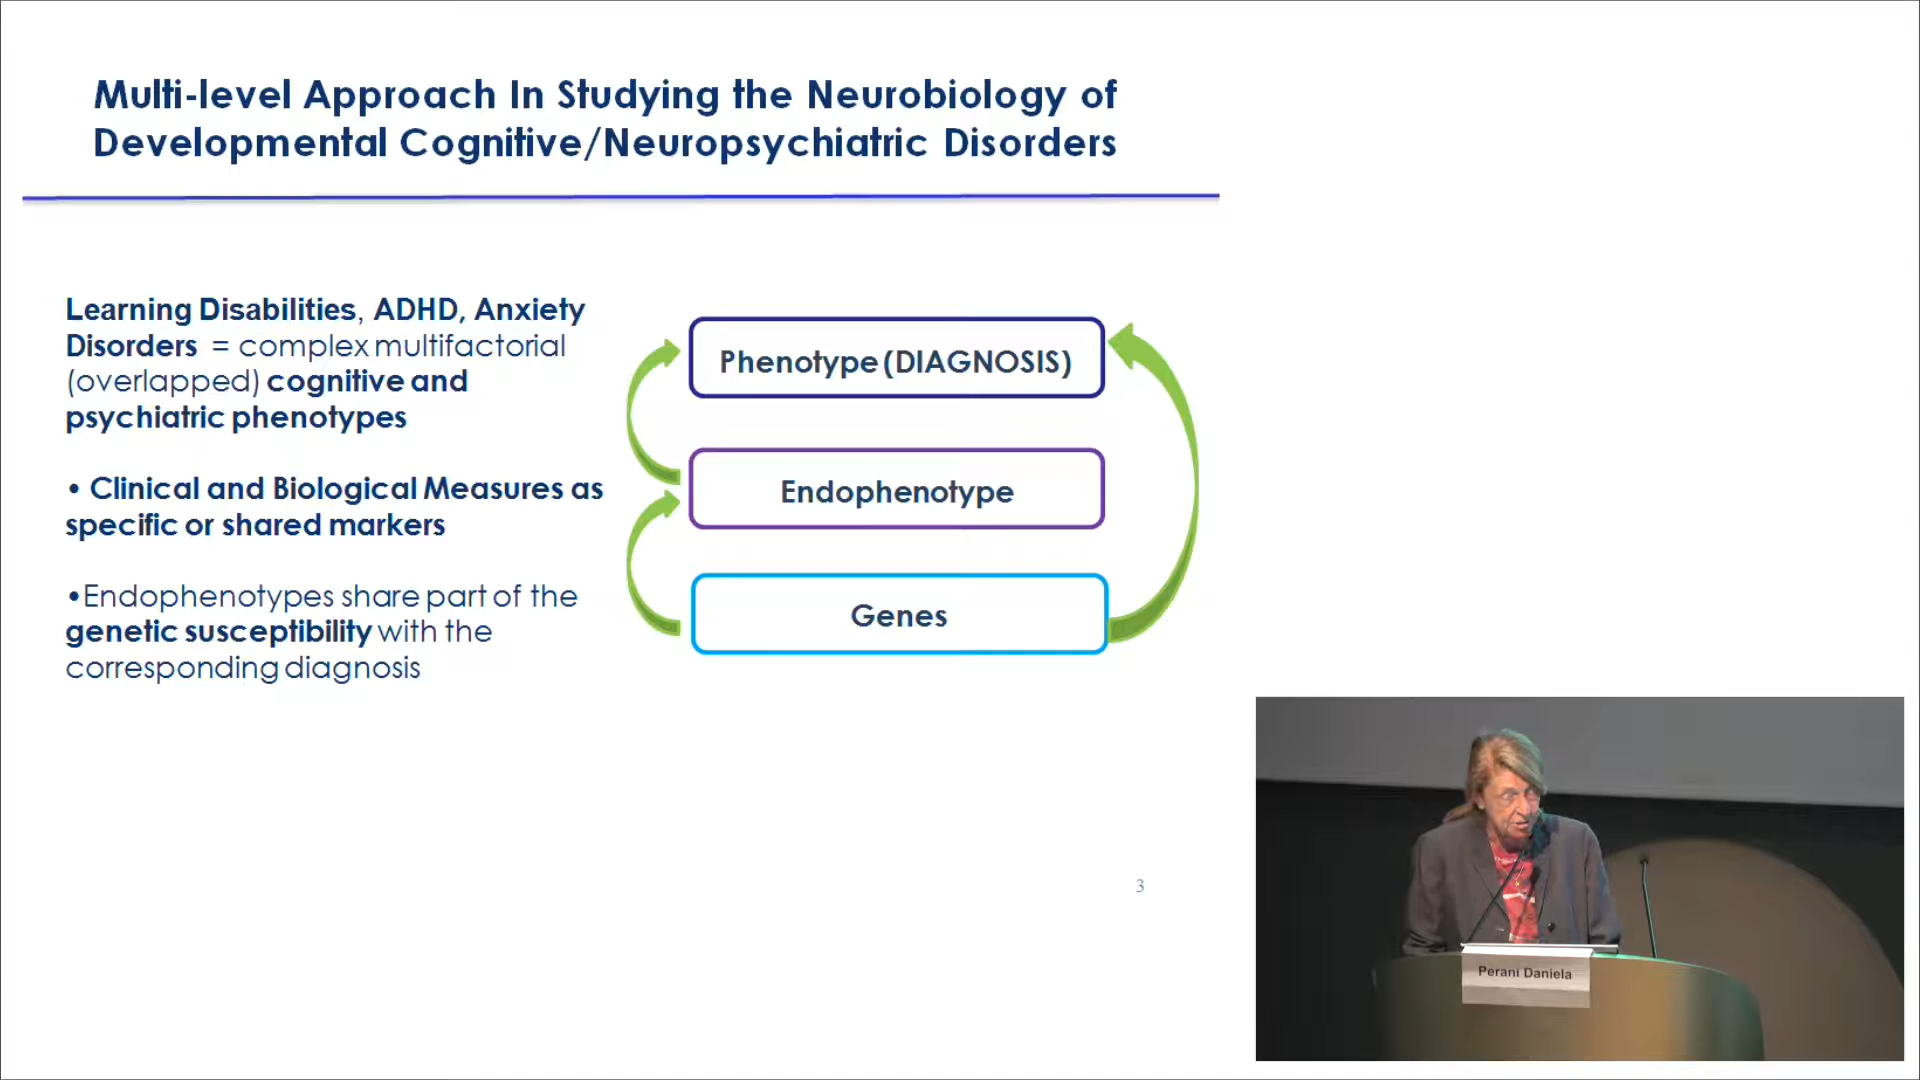 Multi-level Approach In Studying the Neurobiology of
Developmental Cognitive/Neuropsychiatric Disorders
Learning Disabilities, ADHD, Anxiety
Disorders = complex multifactorial
(overlapped) cognitive and
psychiatric phenotypes
• Clinical and Biological Measures as
specific or shared markers
•Endophenotypes share part of the
genetic susceptibility with the
corresponding diagnosis
Phenotype (DIAGNOSIS)
Endophenotype
Genes
3
Perani Daniela